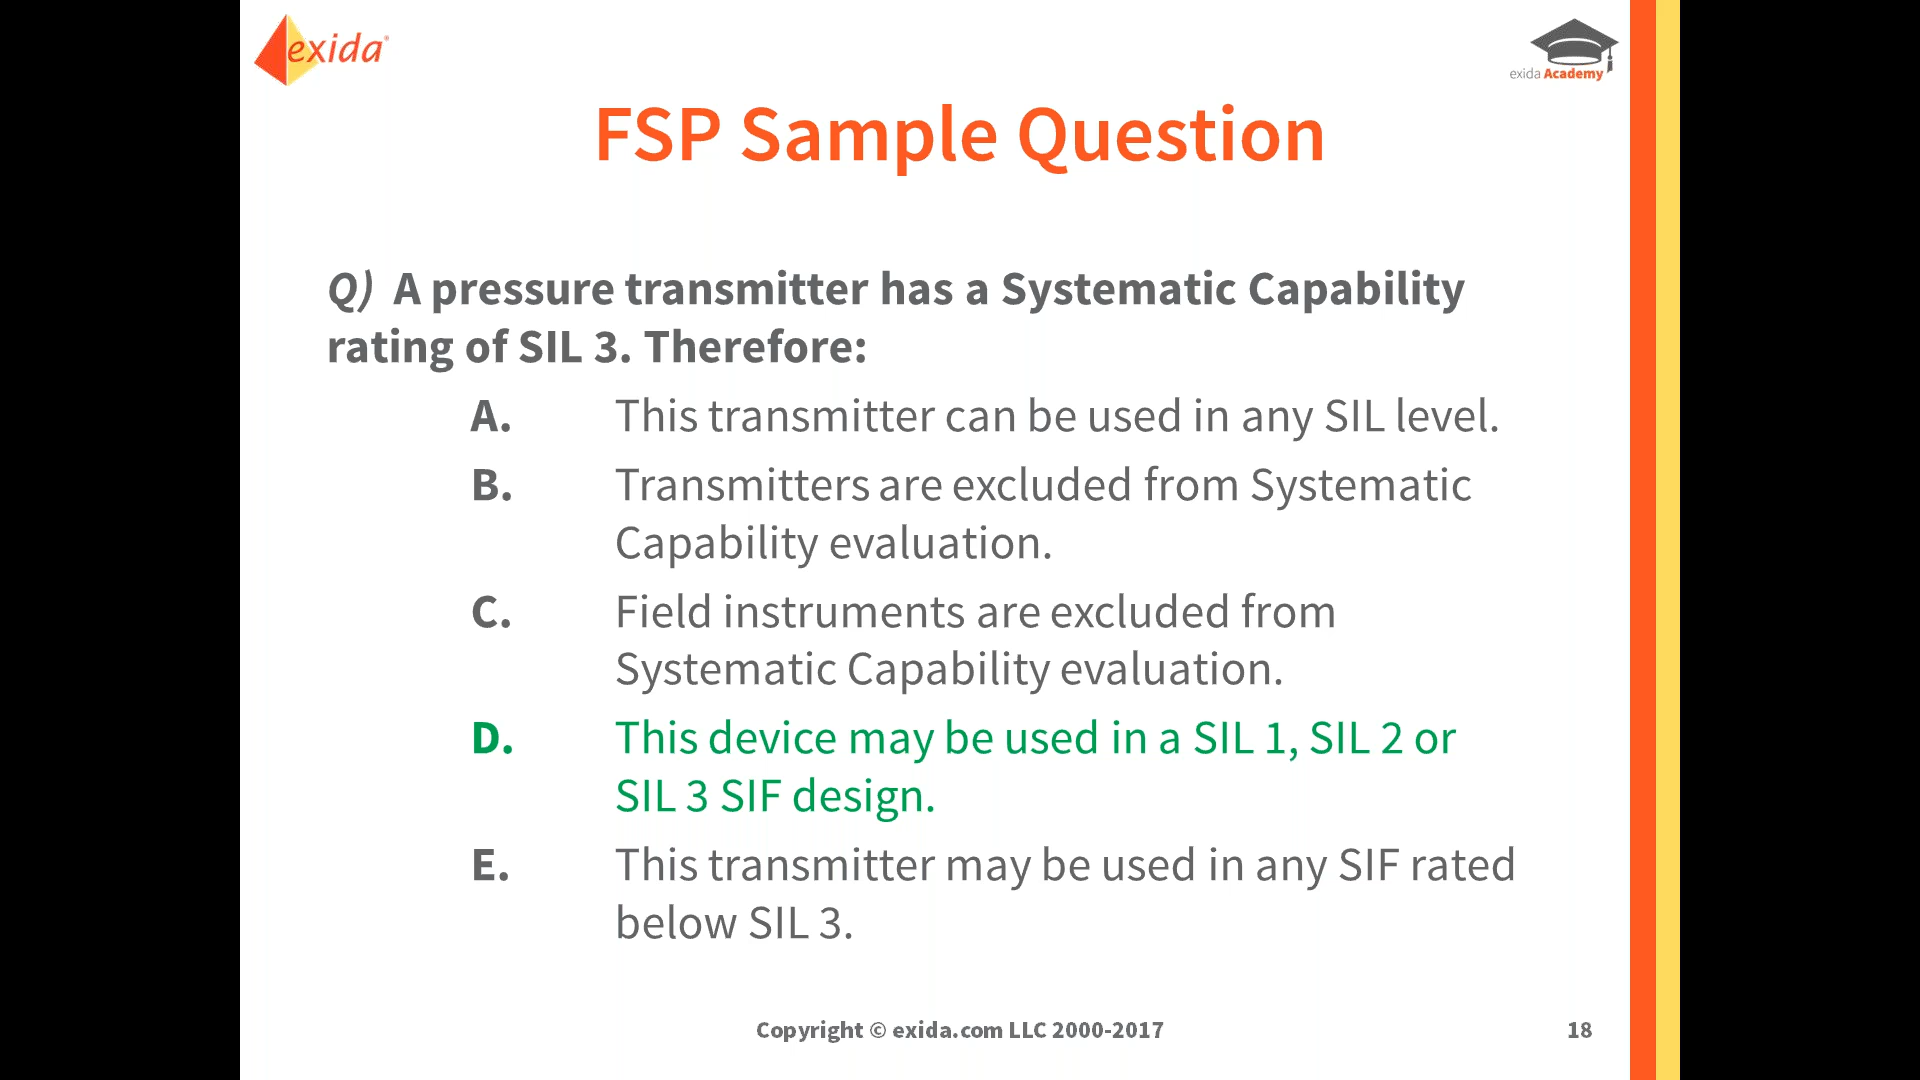 exida
exida Academy
FSP Sample Question
Q) A pressure transmitter has a Systematic Capability
rating of SIL 3. Therefore:
A. This transmitter can be used in any SIL level.
B. Transmitters are excluded from Systematic
Capability evaluation.
C. Field instruments are excluded from
Systematic Capability evaluation.
D. This device may be used in a SIL 1, SIL 2 or
SIL 3 SIF design.
E. This transmitter may be used in any SIF rated
below SIL 3.
Copyright © exida.com LLC 2000-2017
18